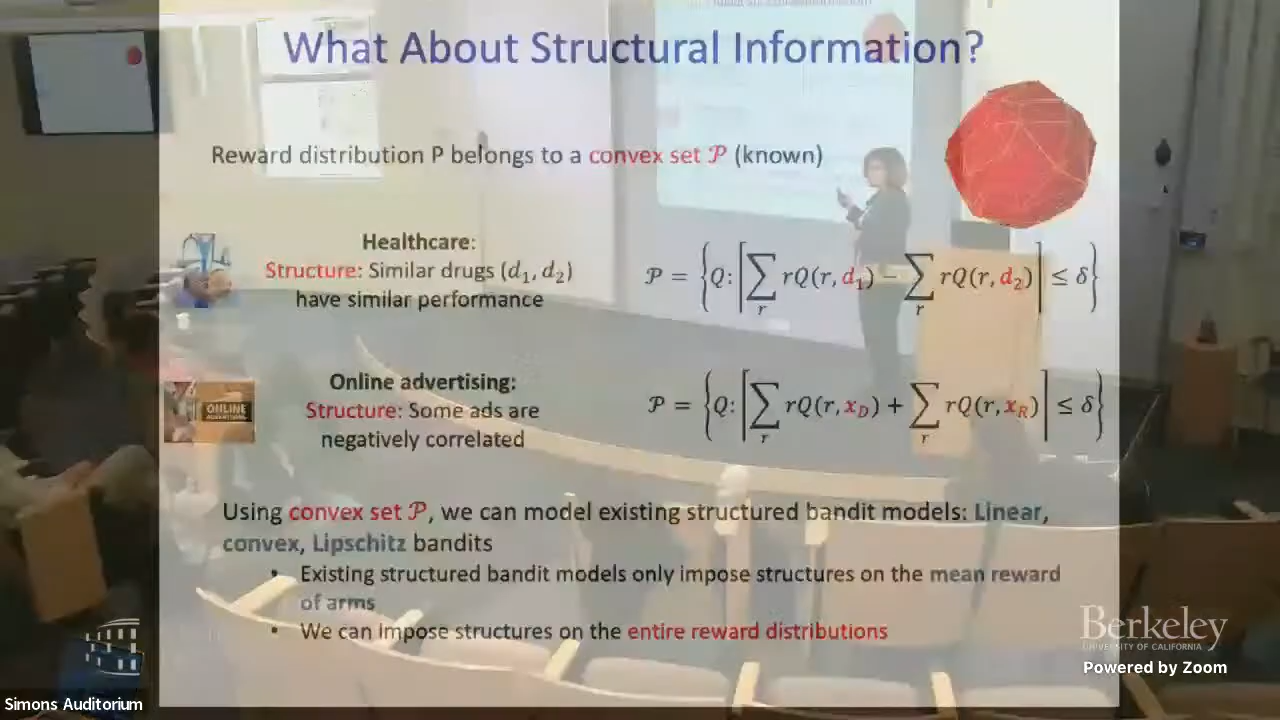 What About Structural Information?
Reward distribution P belongs to a convex set 𝒫 (known)
Healthcare:
Structure: Similar drugs (d₁, d₂)
have similar performance
𝒫 = {Q: |∑ᵣ rQ(r, d₁) − ∑ᵣ rQ(r, d₂)| ≤ δ}
Online advertising:
Structure: Some ads are
negatively correlated
𝒫 = {Q: |∑ᵣ rQ(r, x_D) + ∑ᵣ rQ(r, x_R)| ≤ δ}
ONLINE
ADVERTISING
Using convex set 𝒫, we can model existing structured bandit models: Linear,
convex, Lipschitz bandits
• Existing structured bandit models only impose structures on the mean reward
of arms
• We can impose structures on the entire reward distributions
Berkeley
UNIVERSITY OF CALIFORNIA
Powered by Zoom
Simons Auditorium